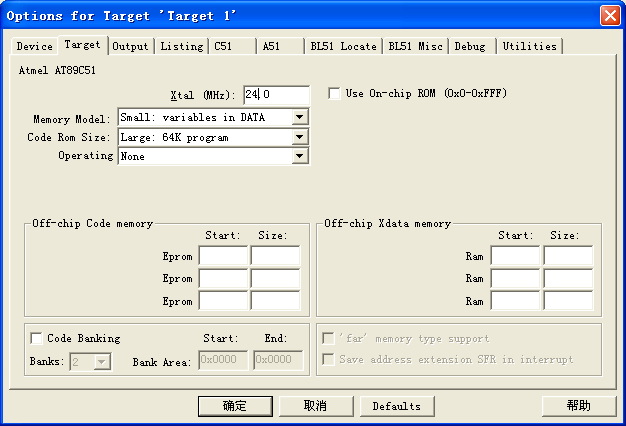 Options for Target 'Target 1'
Device Target Output Listing C51 A51 BL51 Locate BL51 Misc Debug Utilities
Atmel AT89C51
Xtal (MHz): 24.0 Use On-chip ROM (0x0-0xFFF)
Memory Model: Small: variables in DATA
Code Rom Size: Large: 64K program
Operating None
Off-chip Code memory
Start: Size:
Eprom
Eprom
Eprom
Off-chip Xdata memory
Start: Size:
Ram
Ram
Ram
Code Banking Start: End:
Banks: 2 Bank Area: 0x0000 0x0000
'far' memory type support
Save address extension SFR in interrupt
确定 取消 Defaults 帮助